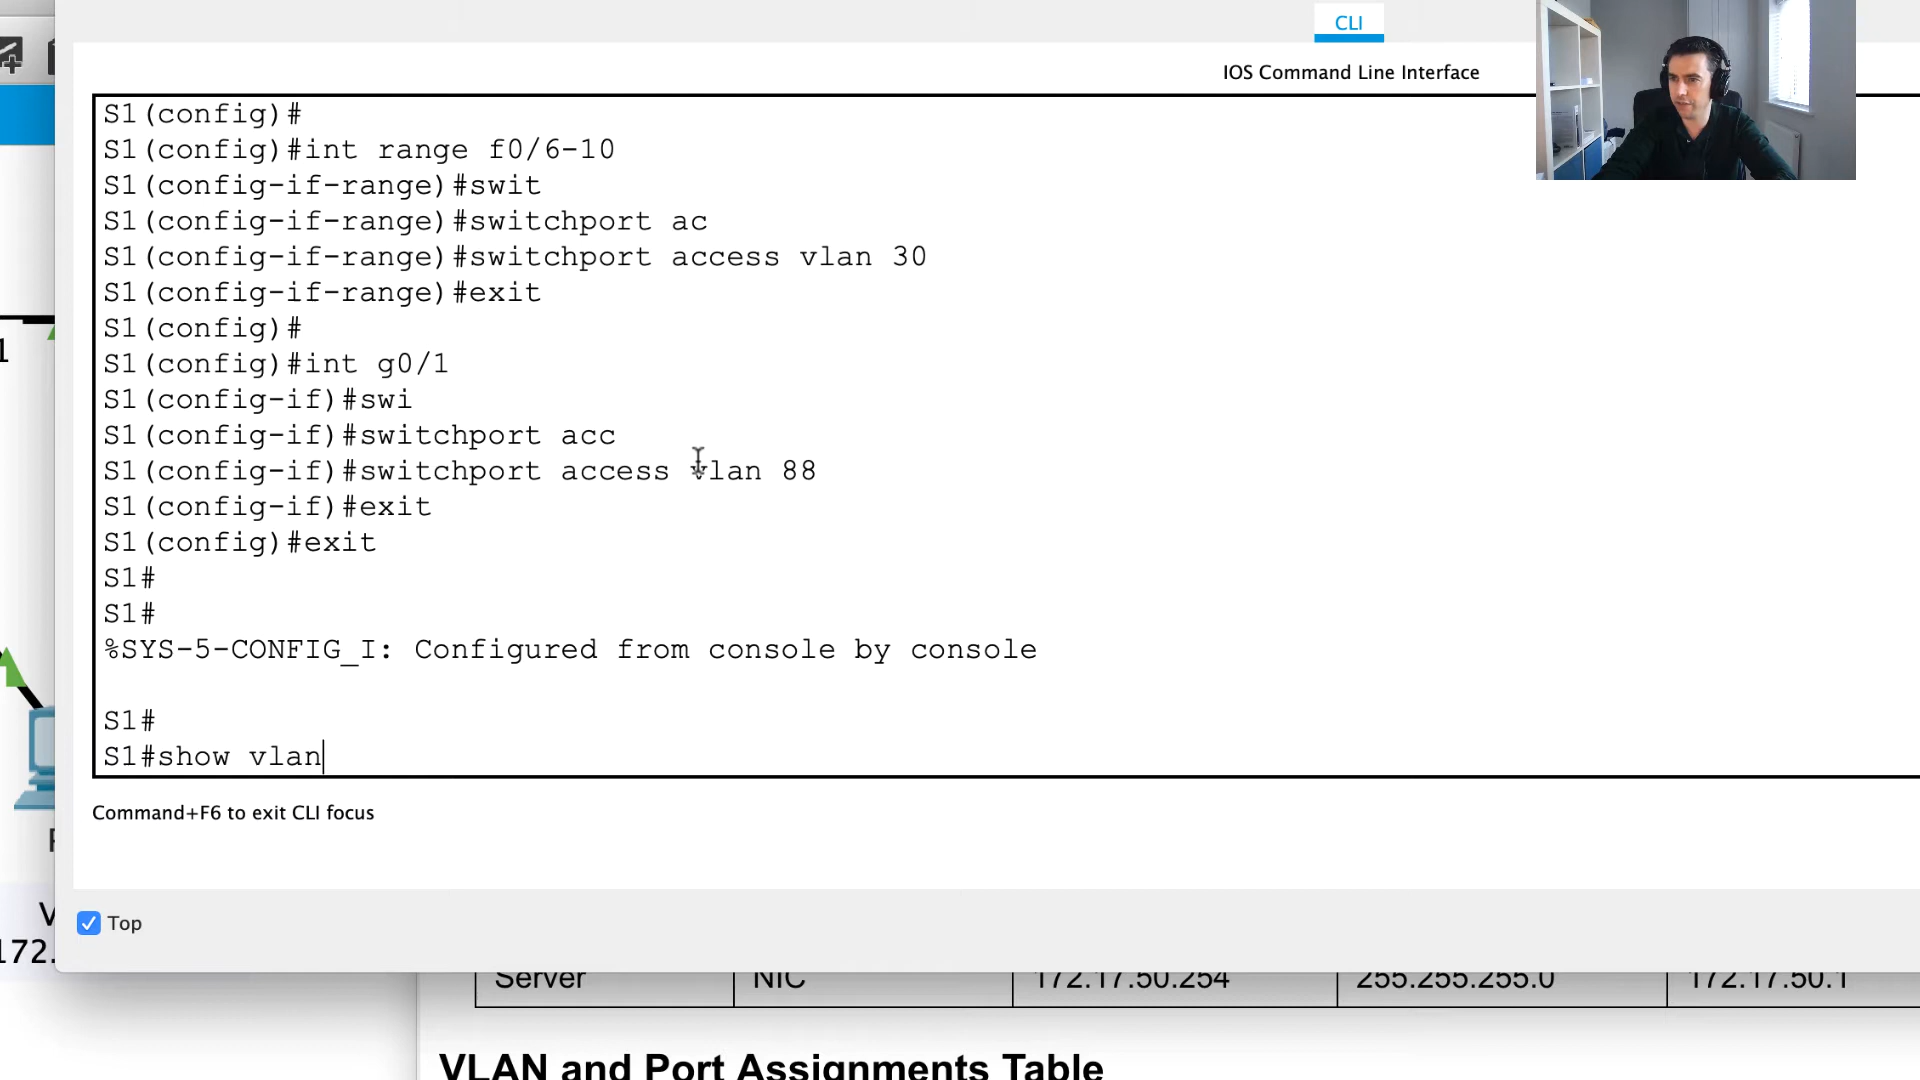 CLI
IOS Command Line Interface
S1(config)#
S1(config)#int range f0/6-10
S1(config-if-range)#swit
S1(config-if-range)#switchport ac
S1(config-if-range)#switchport access vlan 30
S1(config-if-range)#exit
S1(config)#
S1(config)#int g0/1
S1(config-if)#swi
S1(config-if)#switchport acc
S1(config-if)#switchport access vlan 88
S1(config-if)#exit
S1(config)#exit
S1#
S1#
%SYS-5-CONFIG_I: Configured from console by console
S1#
S1#show vlan
Command+F6 to exit CLI focus
Top
1
V
172.
Server NIC 172.17.50.254 255.255.255.0 172.17.50.1
VLAN and Port Assignments Table